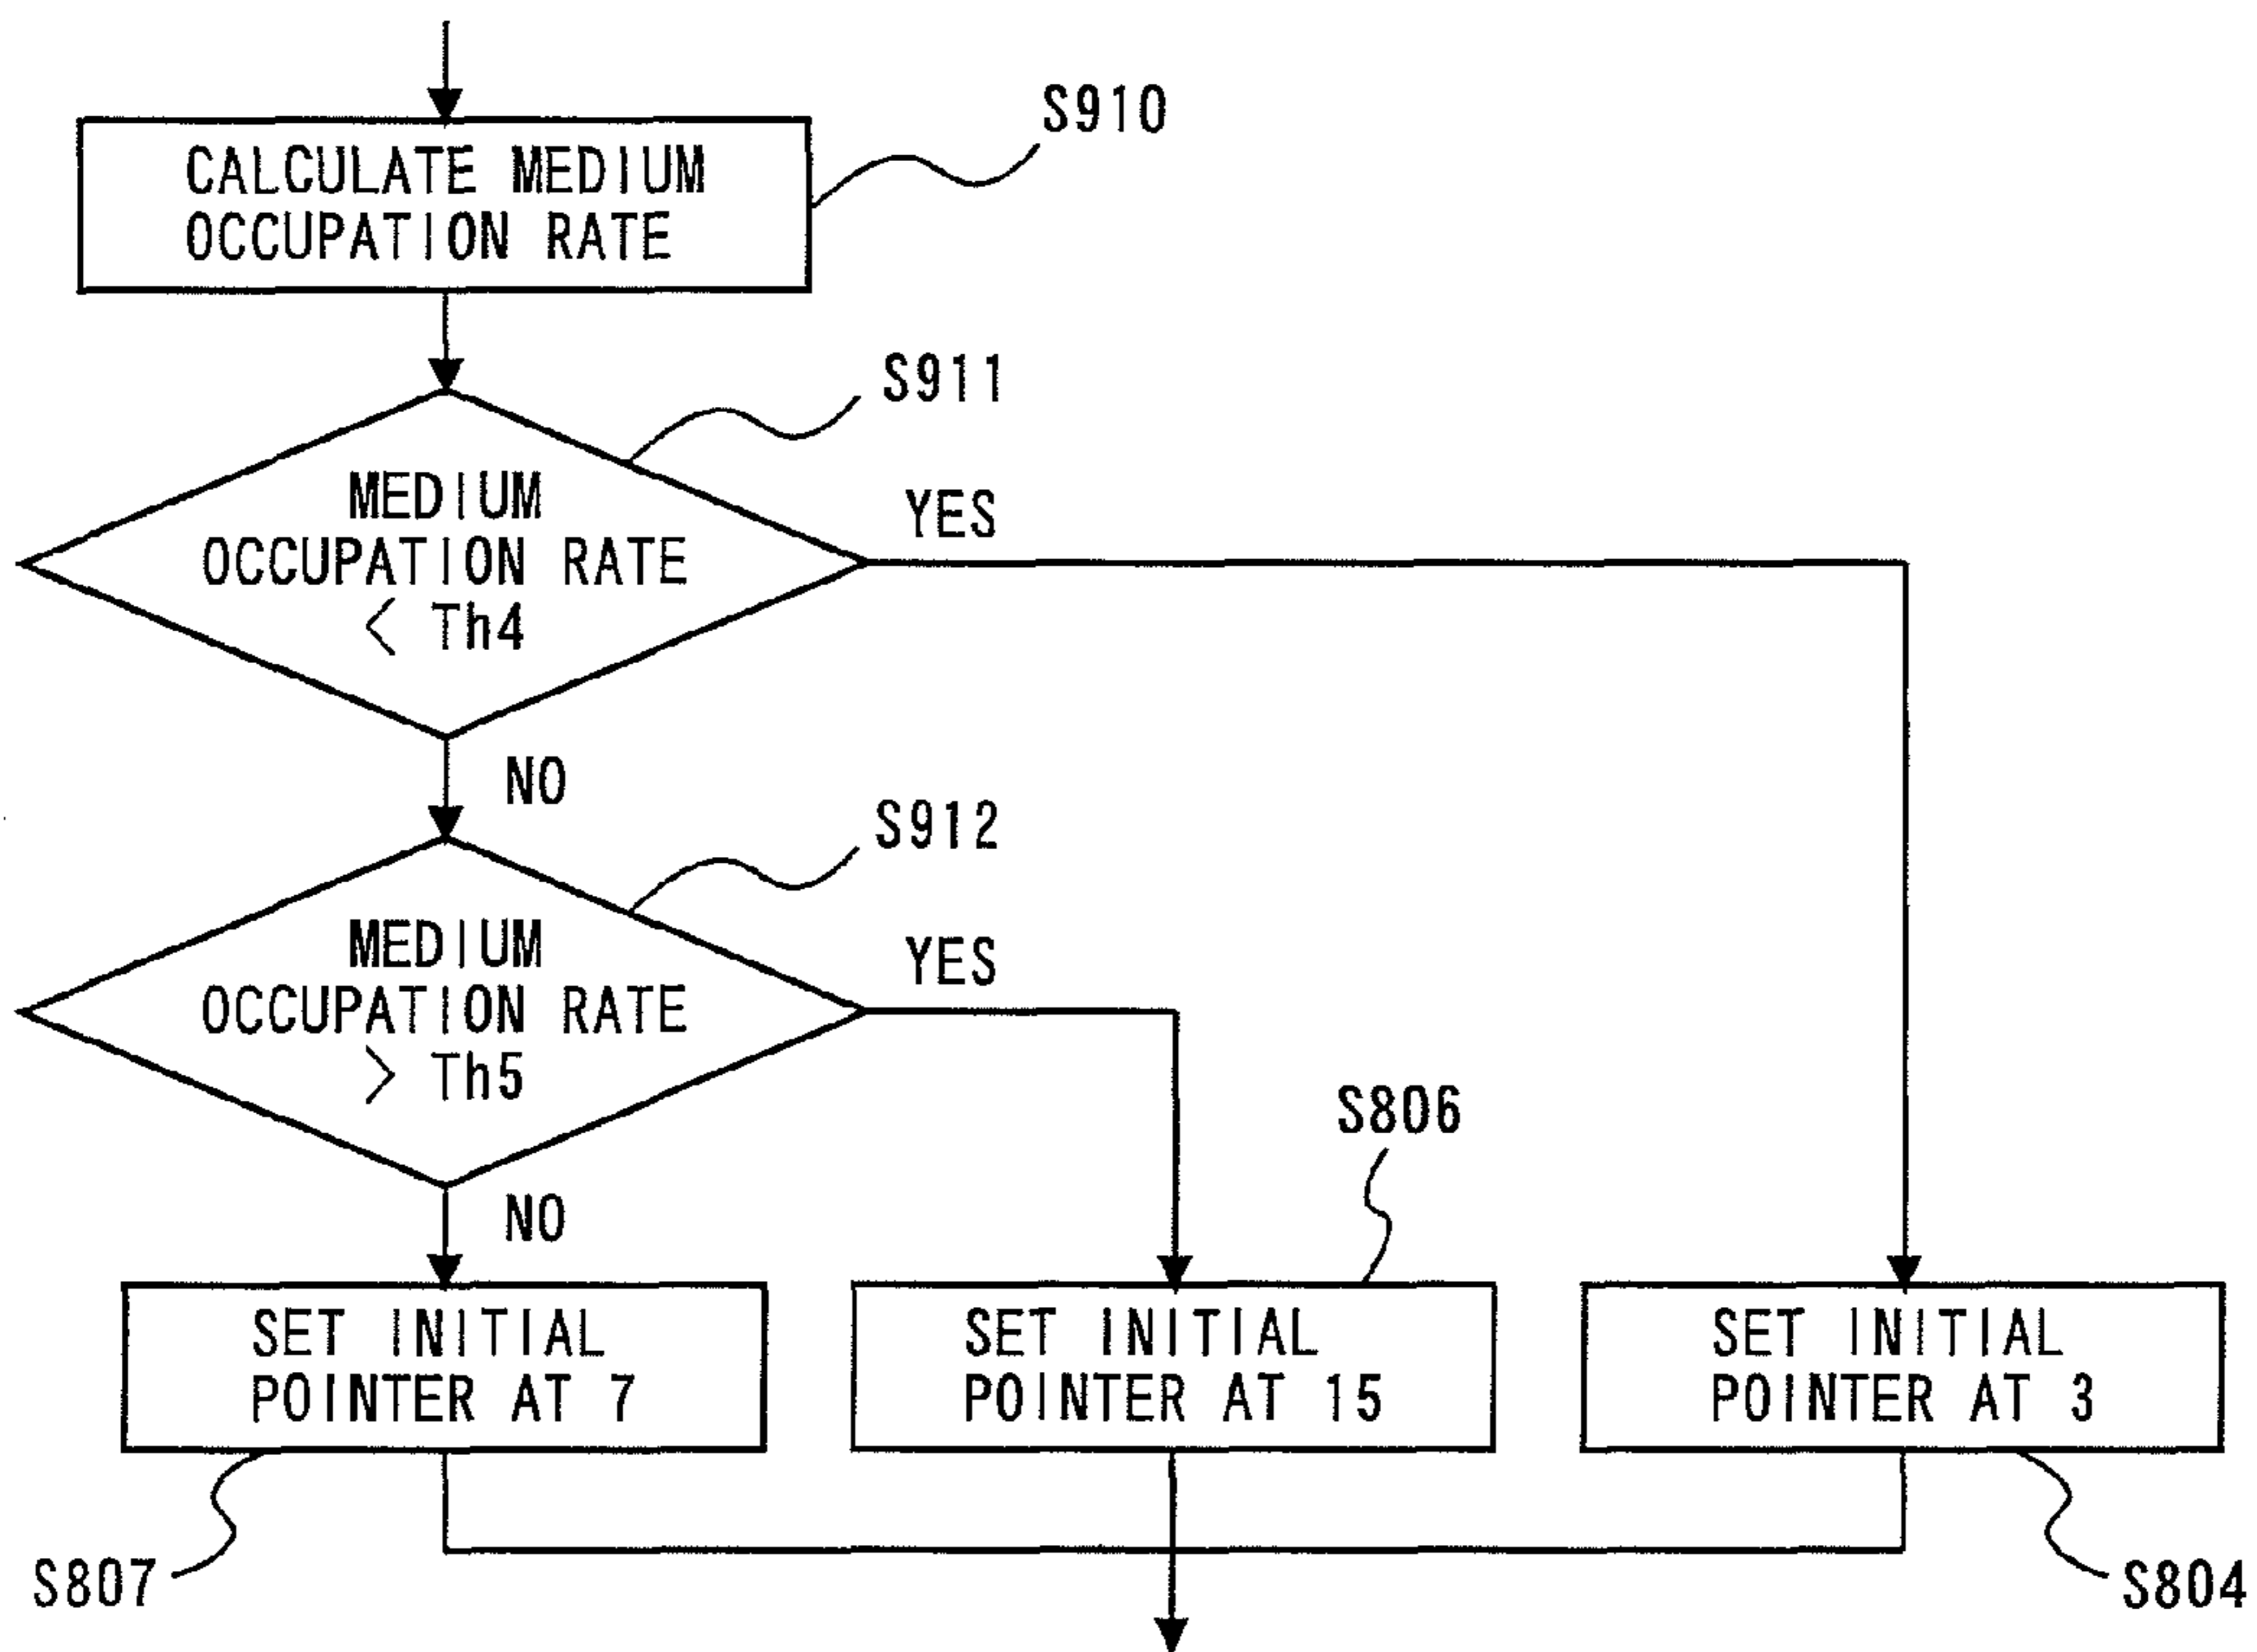 S910
CALCULATE MEDIUM
OCCUPATION RATE
S911
MEDIUM
OCCUPATION RATE
< Th4
YES
NO
S912
MEDIUM
OCCUPATION RATE
> Th5
YES
NO
S806
SET INITIAL
POINTER AT 7
SET INITIAL
POINTER AT 15
SET INITIAL
POINTER AT 3
S807
S804